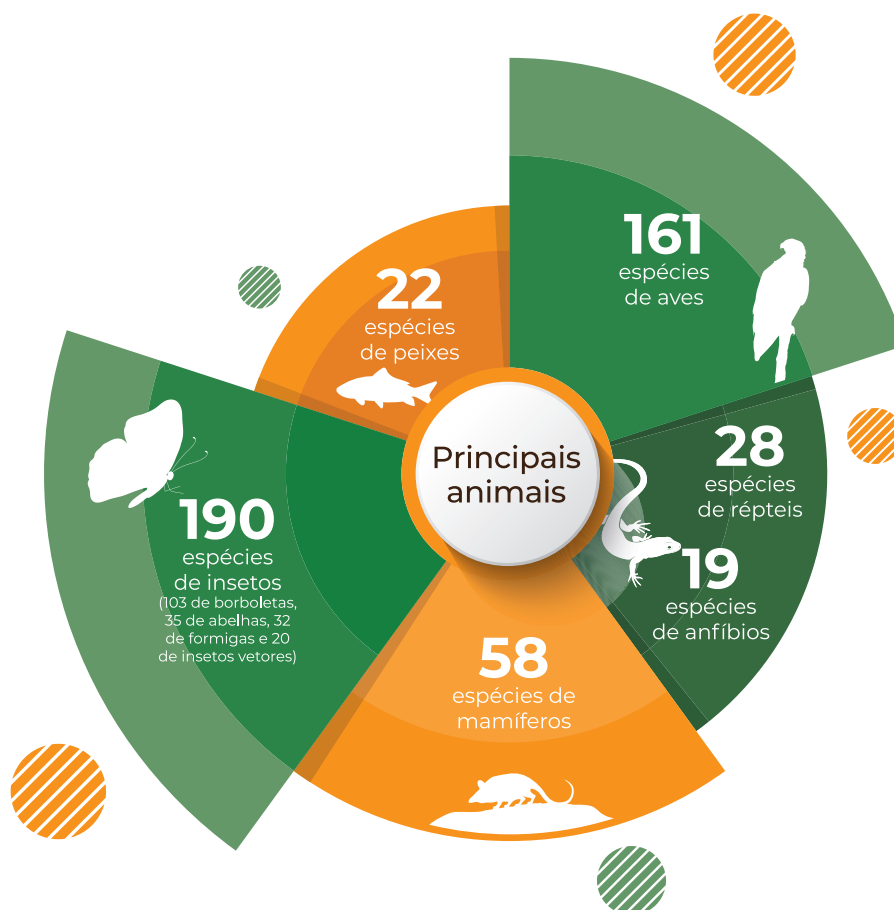 Principais
animais
161
espécies
de aves
28
espécies
de répteis
19
espécies
de anfíbios
58
espécies de
mamíferos
190
espécies
de insetos
(103 de borboletas,
35 de abelhas, 32
de formigas e 20
de insetos vetores)
22
espécies
de peixes